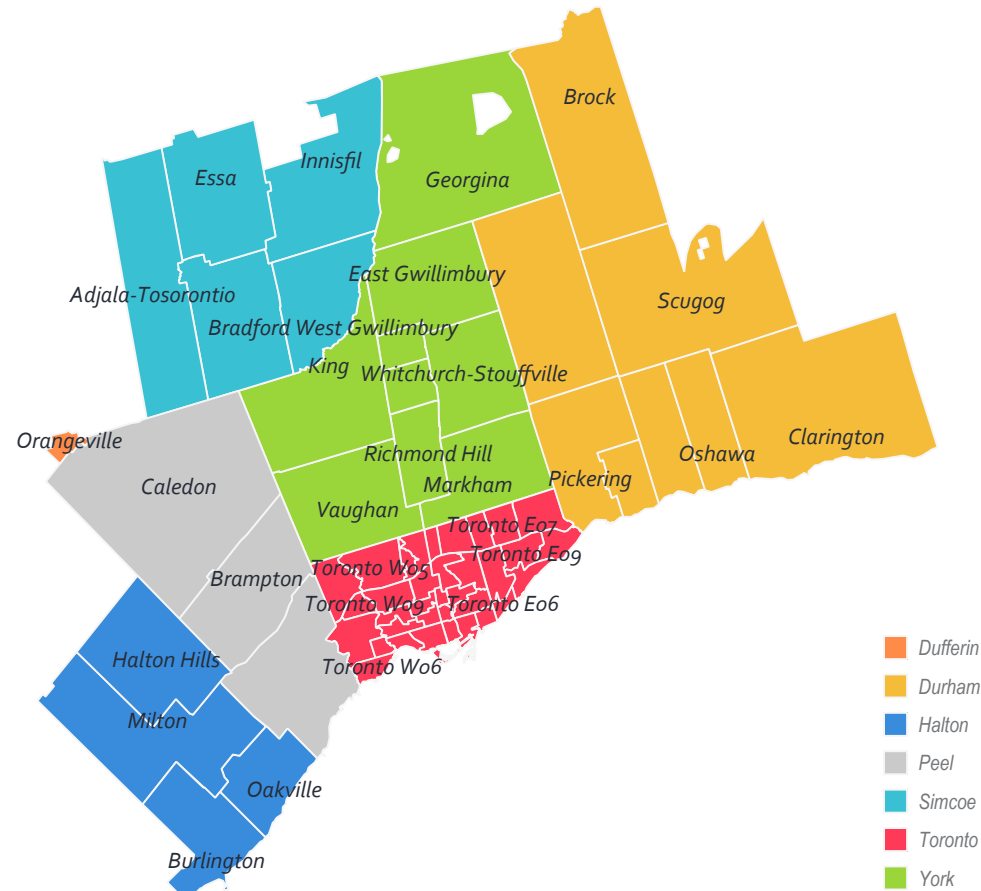 Brock
Innisfil
Essa
Georgina
East Gwillimbury
Adjala-Tosorontio
Scugog
Bradford West Gwillimbury
King
Whitchurch-Stouffville
Orangeville
Clarington
Richmond Hill
Oshawa
Caledon
Markham
Pickering
Vaughan
Toronto E07
Toronto E09
Toronto W05
Brampton
Toronto W09
Toronto E06
Halton Hills
Toronto W06
Milton
Oakville
Burlington
Dufferin
Durham
Halton
Peel
Simcoe
Toronto
York